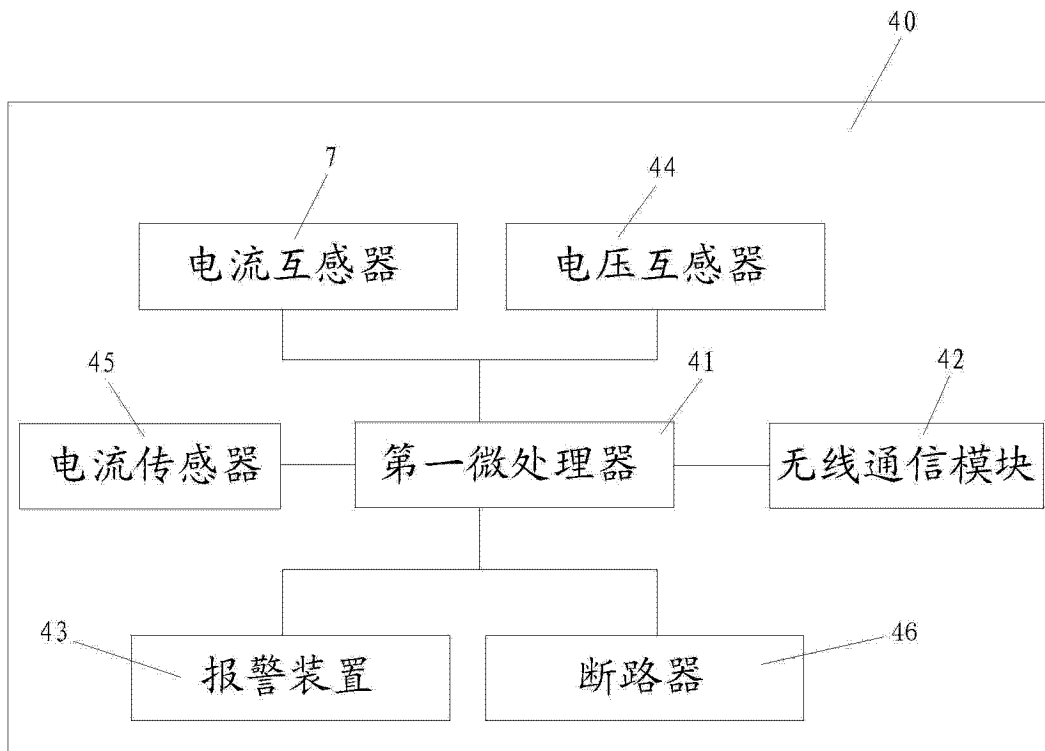 40
7
44
电流互感器
电压互感器
45
41
42
电流传感器
第一微处理器
无线通信模块
43
46
报警装置
断路器